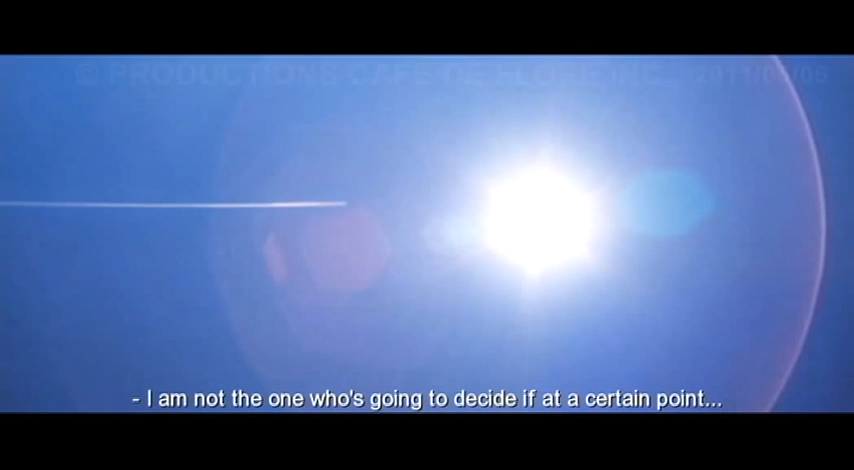 © PRODUCTIONS CAFE DE FLORE INC. 2011/05/06
- I am not the one who's going to decide if at a certain point...